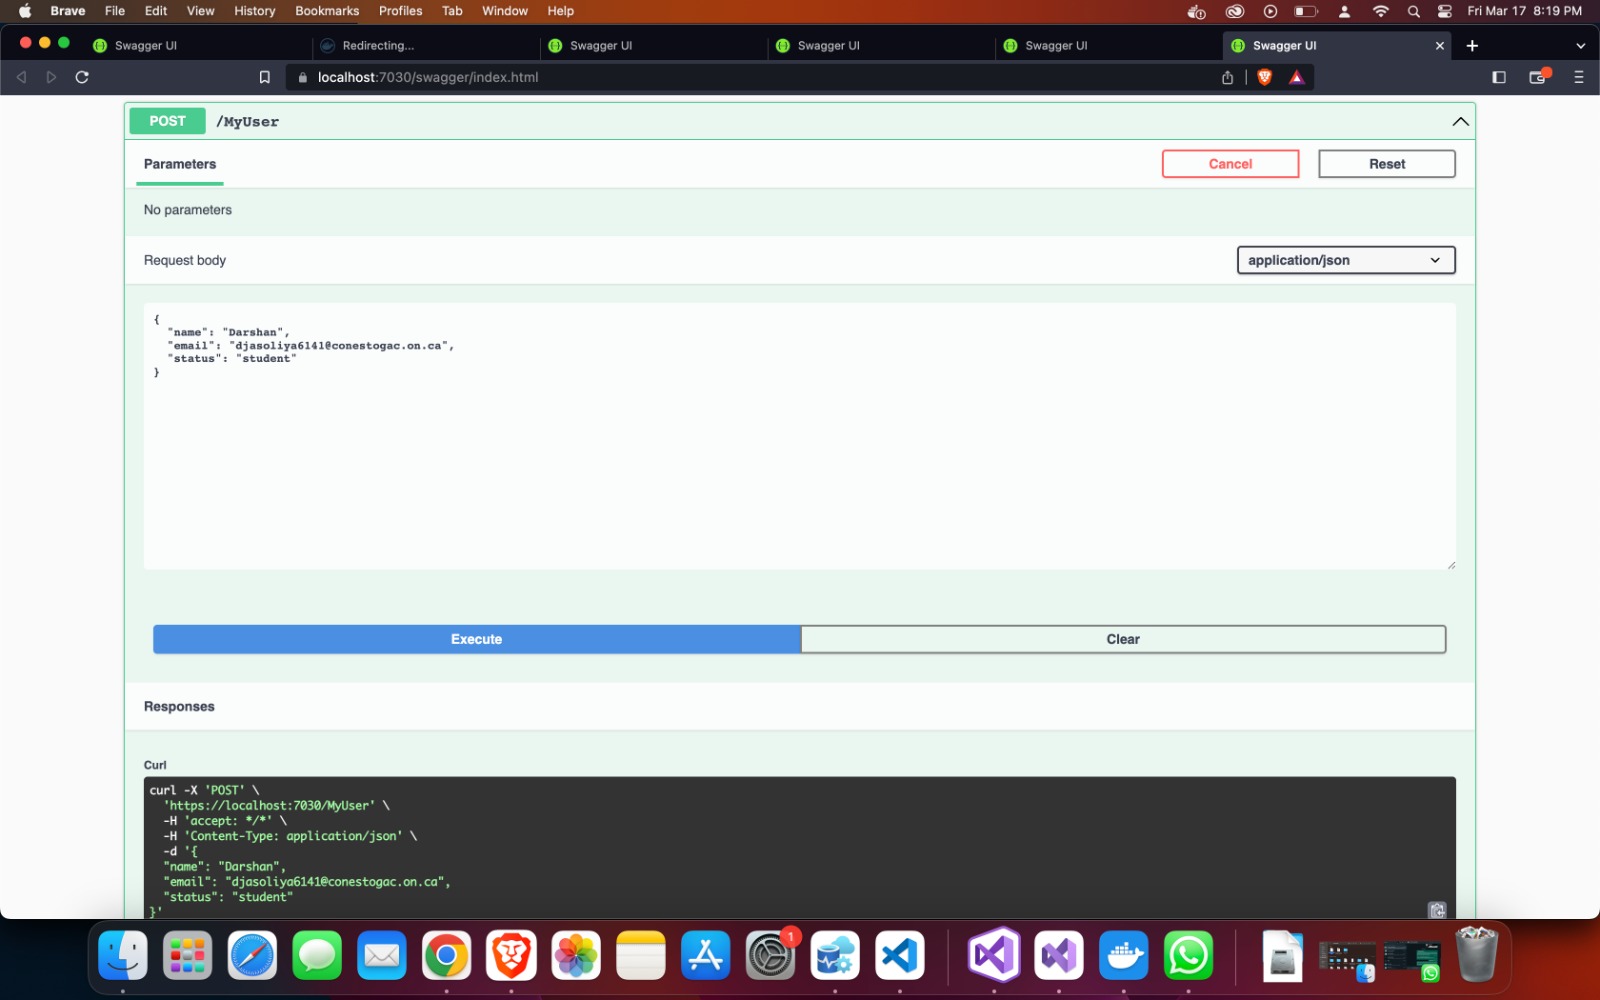 Brave File Edit View History Bookmarks Profiles Tab Window Help Fri Mar 17 8:19 PM
Swagger UI Redirecting... Swagger UI Swagger UI Swagger UI Swagger UI
localhost:7030/swagger/index.html
POST /MyUser
Parameters Cancel Reset
No parameters
Request body application/json
{
"name": "Darshan",
"email": "djasoliya6141@conestogac.on.ca",
"status": "student"
}
Execute Clear
Responses
Curl
curl -X 'POST' \
'https://localhost:7030/MyUser' \
-H 'accept: */*' \
-H 'Content-Type: application/json' \
-d '{
"name": "Darshan",
"email": "djasoliya6141@conestogac.on.ca",
"status": "student"
}'
1